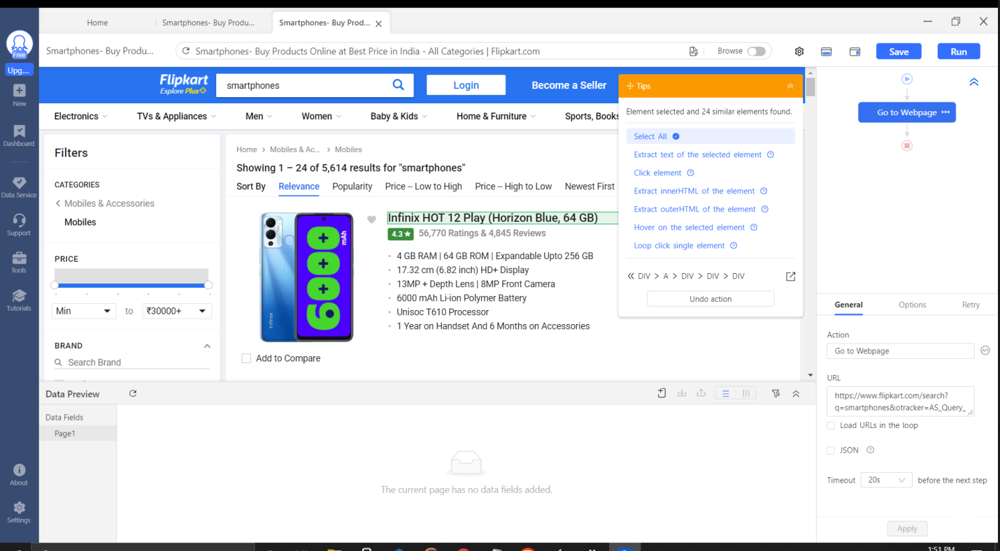 Home
Smartphones- Buy Produ...
Smartphones- Buy Prod...
Free
Upg...
New
Dashboard
Data Service
Support
Tools
Tutorials
About
Settings
Smartphones- Buy Produ...
Smartphones- Buy Products Online at Best Price in India - All Categories | Flipkart.com
Browse
Save
Run
Flipkart
Explore Plus
smartphones
Login
Become a Seller
Electronics
TVs & Appliances
Men
Women
Baby & Kids
Home & Furniture
Sports, Books
Filters
CATEGORIES
Mobiles & Accessories
Mobiles
PRICE
Min
to
₹30000+
BRAND
Search Brand
Home > Mobiles & Ac... > Mobiles
Showing 1 – 24 of 5,614 results for "smartphones"
Sort By
Relevance
Popularity
Price -- Low to High
Price -- High to Low
Newest First
6000+
mAh
Infinix
Infinix HOT 12 Play (Horizon Blue, 64 GB)
4.3★ 56,770 Ratings & 4,845 Reviews
4 GB RAM | 64 GB ROM | Expandable Upto 256 GB
17.32 cm (6.82 inch) HD+ Display
13MP + Depth Lens | 8MP Front Camera
6000 mAh Li-ion Polymer Battery
Unisoc T610 Processor
1 Year on Handset And 6 Months on Accessories
Add to Compare
Tips
Element selected and 24 similar elements found.
Select All
Extract text of the selected element
Click element
Extract innerHTML of the element
Extract outerHTML of the element
Hover on the selected element
Loop click single element
DIV > A > DIV > DIV > DIV
Undo action
Data Preview
Data Fields
Page1
The current page has no data fields added.
Go to Webpage
General
Options
Retry
Action
Go to Webpage
URL
https://www.flipkart.com/search?
q=smartphones&otracker=AS_Query_
Load URLs in the loop
JSON
Timeout
20s
before the next step
Apply
1:51 PM